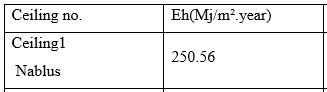 Ceiling no. Eh(Mj/m².year)
Ceiling1
Nablus
250.56